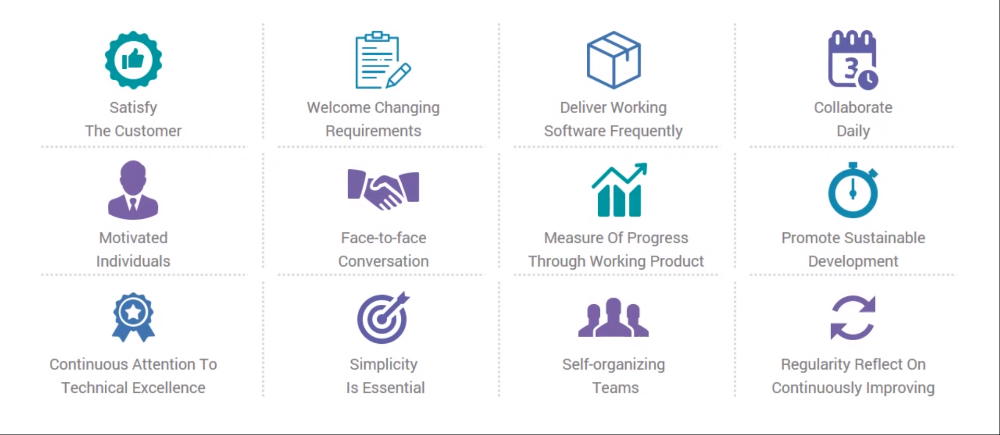 3
Satisfy
The Customer
Welcome Changing
Requirements
Deliver Working
Software Frequently
Collaborate
Daily
Motivated
Individuals
Face-to-face
Conversation
Measure Of Progress
Through Working Product
Promote Sustainable
Development
Continuous Attention To
Technical Excellence
Simplicity
Is Essential
Self-organizing
Teams
Regularity Reflect On
Continuously Improving